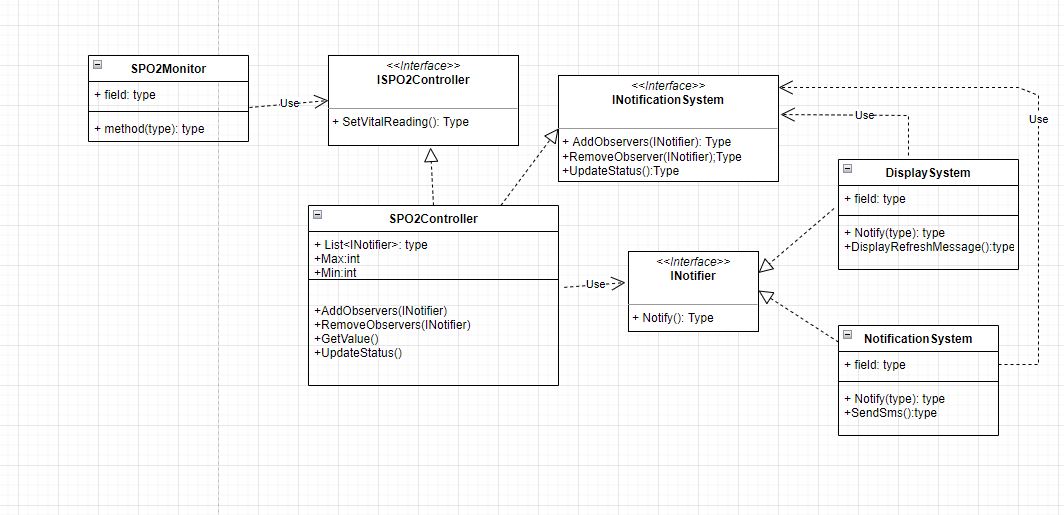 SPO2Monitor
+ field: type
+ method(type): type
Use
<<Interface>>
ISPO2Controller
+ SetVitalReading(): Type
<<Interface>>
INotificationSystem
+ AddObservers(INotifier): Type
+RemoveObserver(INotifier);Type
+UpdateStatus():Type
Use
Use
DisplaySystem
+ field: type
+ Notify(type): type
+DisplayRefreshMessage():type
SPO2Controller
+ List<INotifier>: type
+Max:int
+Min:int
+AddObservers(INotifier)
+RemoveObservers(INotifier)
+GetValue()
+UpdateStatus()
Use
<<Interface>>
INotifier
+ Notify(): Type
NotificationSystem
+ field: type
+ Notify(type): type
+SendSms():type